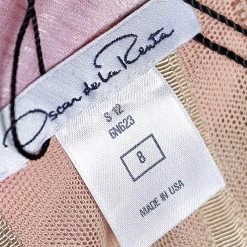 Oscar de la Renta
S 12
6N623
8
MADE IN USA